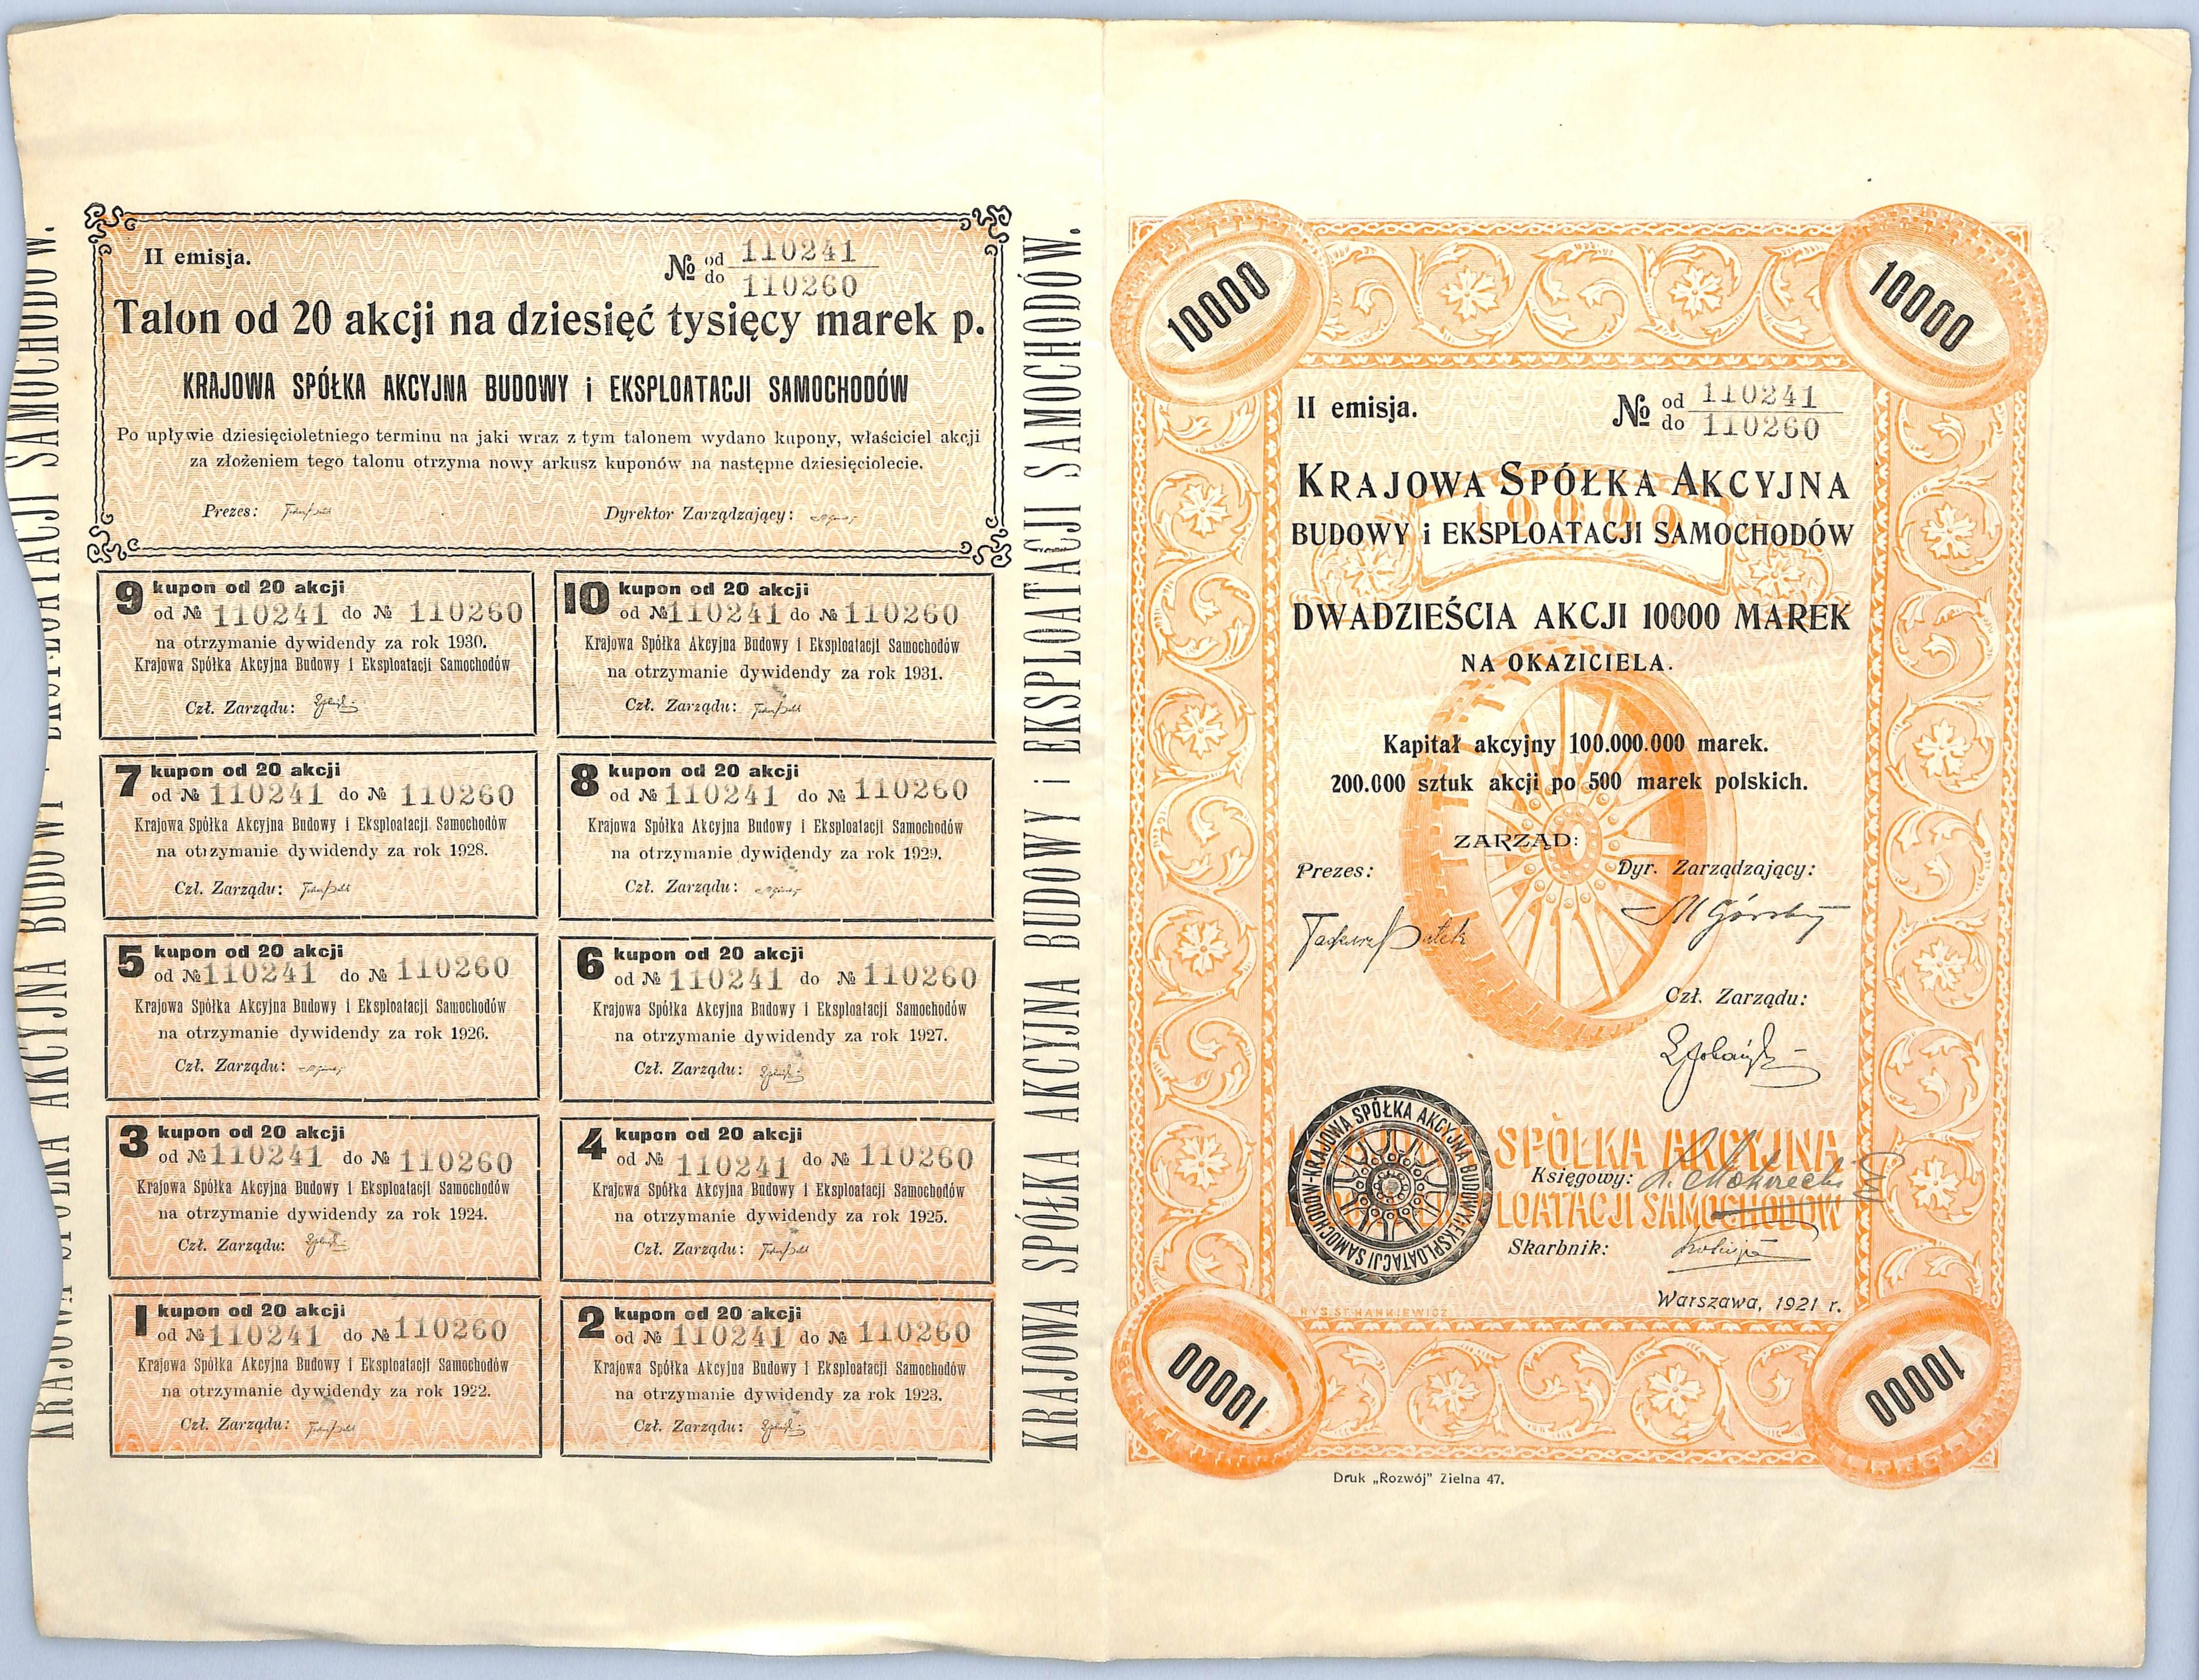 KRAJOWA SPÓŁKA AKCYJNA BUDOWY i EKSPLOATACJI SAMOCHODÓW.
II emisja.
№ od 110241
do 110260
Talon od 20 akcji na dziesięć tysięcy marek p.
KRAJOWA SPÓŁKA AKCYJNA BUDOWY i EKSPLOATACJI SAMOCHODÓW
Po upływie dziesięcioletniego terminu na jaki wraz z tym talonem wydano kupony, właściciel akcji
za złożeniem tego talonu otrzyma nowy arkusz kuponów na następne dziesięciolecie.
Prezes:
Dyrektor Zarządzający:
9 kupon od 20 akcji
od № 110241 do № 110260
na otrzymanie dywidendy za rok 1930.
Krajowa Spółka Akcyjna Budowy i Eksploatacji Samochodów
Czł. Zarządu:
10 kupon od 20 akcji
od № 110241 do № 110260
Krajowa Spółka Akcyjna Budowy i Eksploatacji Samochodów
na otrzymanie dywidendy za rok 1931.
Czł. Zarządu:
7 kupon od 20 akcji
od № 110241 do № 110260
Krajowa Spółka Akcyjna Budowy i Eksploatacji Samochodów
na otrzymanie dywidendy za rok 1928.
Czł. Zarządu:
8 kupon od 20 akcji
od № 110241 do № 110260
Krajowa Spółka Akcyjna Budowy i Eksploatacji Samochodów
na otrzymanie dywidendy za rok 1929.
Czł. Zarządu:
5 kupon od 20 akcji
od № 110241 do № 110260
Krajowa Spółka Akcyjna Budowy i Eksploatacji Samochodów
na otrzymanie dywidendy za rok 1926.
Czł. Zarządu:
6 kupon od 20 akcji
od № 110241 do № 110260
Krajowa Spółka Akcyjna Budowy i Eksploatacji Samochodów
na otrzymanie dywidendy za rok 1927.
Czł. Zarządu:
3 kupon od 20 akcji
od № 110241 do № 110260
Krajowa Spółka Akcyjna Budowy i Eksploatacji Samochodów
na otrzymanie dywidendy za rok 1924.
Czł. Zarządu:
4 kupon od 20 akcji
od № 110241 do № 110260
Krajowa Spółka Akcyjna Budowy i Eksploatacji Samochodów
na otrzymanie dywidendy za rok 1925.
Czł. Zarządu:
1 kupon od 20 akcji
od № 110241 do № 110260
Krajowa Spółka Akcyjna Budowy i Eksploatacji Samochodów
na otrzymanie dywidendy za rok 1922.
Czł. Zarządu:
2 kupon od 20 akcji
od № 110241 do № 110260
Krajowa Spółka Akcyjna Budowy i Eksploatacji Samochodów
na otrzymanie dywidendy za rok 1923.
Czł. Zarządu:
KRAJOWA SPÓŁKA AKCYJNA BUDOWY i EKSPLOATACJI SAMOCHODÓW.
10000
10000
II emisja.
№ od 110241
do 110260
KRAJOWA SPÓŁKA AKCYJNA
10000
BUDOWY i EKSPLOATACJI SAMOCHODÓW
DWADZIEŚCIA AKCJI 10000 MAREK
NA OKAZICIELA.
Kapitał akcyjny 100.000.000 marek.
200.000 sztuk akcji po 500 marek polskich.
ZARZĄD:
Prezes:
Dyr. Zarządzający:
M Górski
Czł. Zarządu:
SPÓŁKA AKCYJNA
Księgowy:
LOATACJI SAMOCHODÓW
Skarbnik:
KRAJOWA SPÓŁKA AKCYJNA BUDOWY i EKSPLOATACJI SAMOCHODÓW
RYS. ST. HANKIEWICZ
Warszawa, 1921 r.
10000
10000
Druk „Rozwój” Zielna 47.